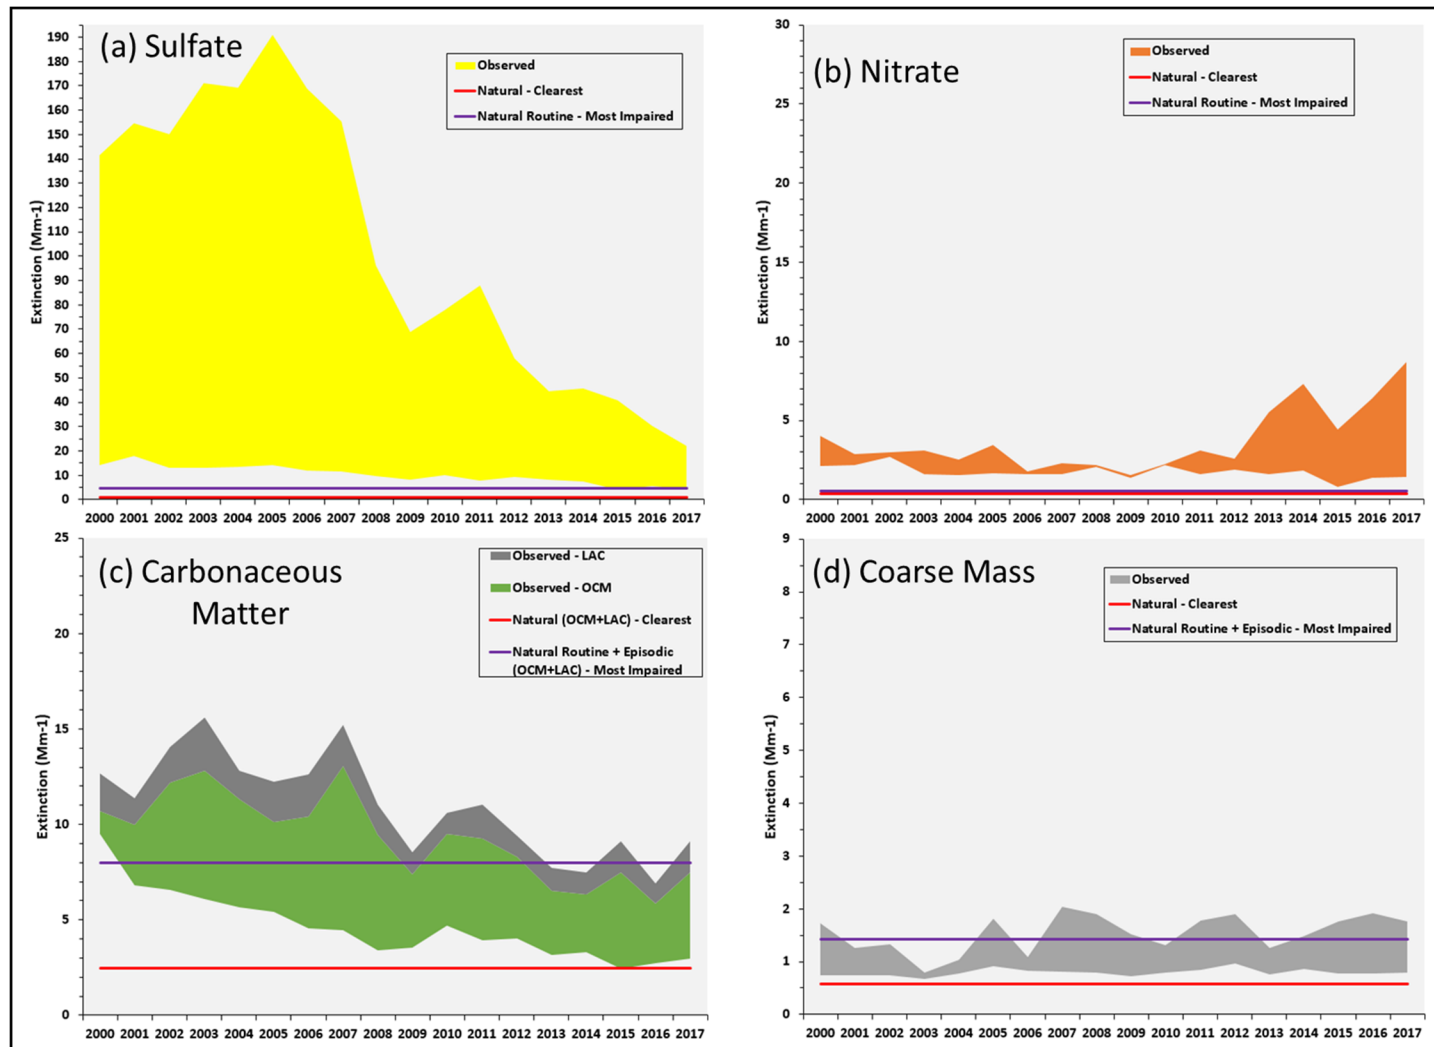 (a) Sulfate
Observed
Natural - Clearest
Natural Routine - Most Impaired
Extinction (Mm-1)
190
180
170
160
150
140
130
120
110
100
90
80
70
60
50
40
30
20
10
0
2000 2001 2002 2003 2004 2005 2006 2007 2008 2009 2010 2011 2012 2013 2014 2015 2016 2017
(b) Nitrate
Observed
Natural - Clearest
Natural Routine - Most Impaired
Extinction (Mm-1)
30
25
20
15
10
5
0
2000 2001 2002 2003 2004 2005 2006 2007 2008 2009 2010 2011 2012 2013 2014 2015 2016 2017
(c) Carbonaceous
Matter
Observed - LAC
Observed - OCM
Natural (OCM+LAC) - Clearest
Natural Routine + Episodic
(OCM+LAC) - Most Impaired
Extinction (Mm-1)
25
20
15
10
5
0
2000 2001 2002 2003 2004 2005 2006 2007 2008 2009 2010 2011 2012 2013 2014 2015 2016 2017
(d) Coarse Mass
Observed
Natural - Clearest
Natural Routine + Episodic - Most Impaired
Extinction (Mm-1)
9
8
7
6
5
4
3
2
1
0
2000 2001 2002 2003 2004 2005 2006 2007 2008 2009 2010 2011 2012 2013 2014 2015 2016 2017